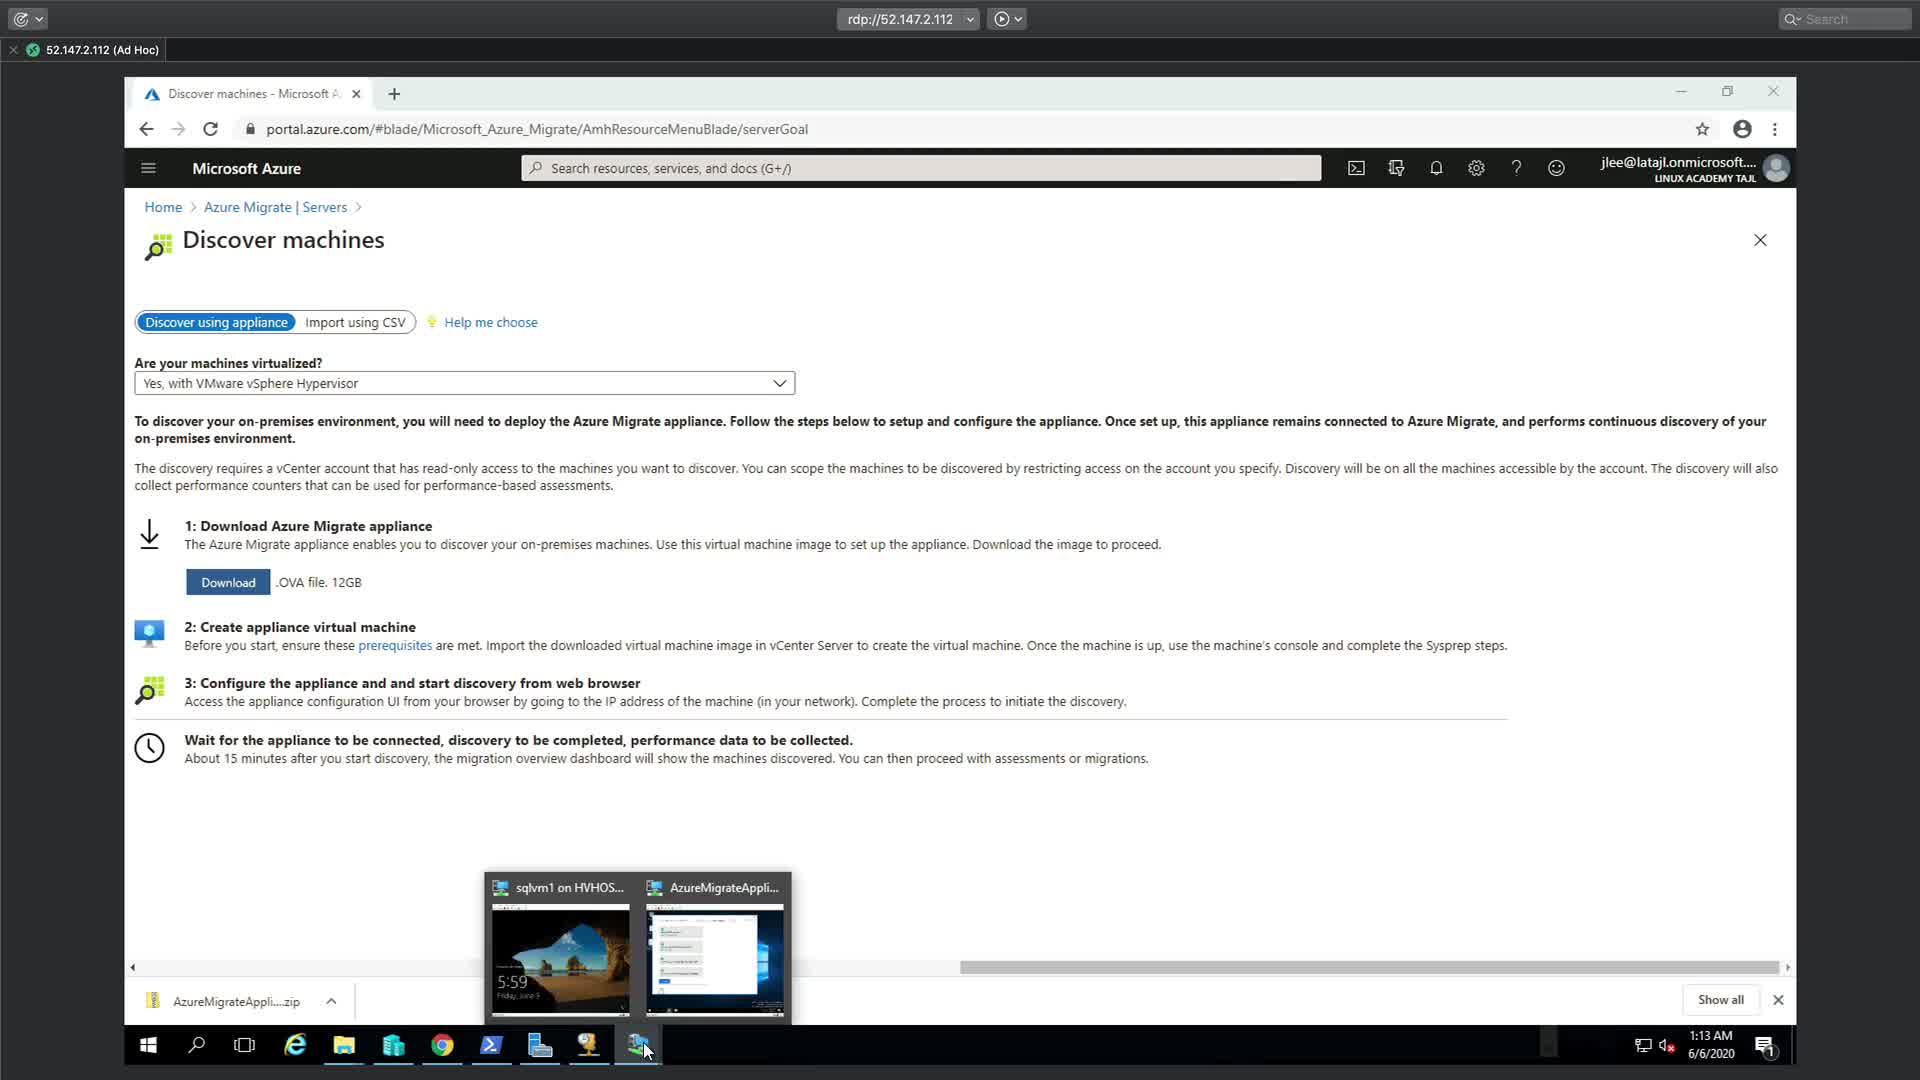 rdp://52.147.2.112
Search
52.147.2.112 (Ad Hoc)
Discover machines - Microsoft A
portal.azure.com/#blade/Microsoft_Azure_Migrate/AmhResourceMenuBlade/serverGoal
Microsoft Azure
Search resources, services, and docs (G+/)
jlee@latajl.onmicrosoft....
LINUX ACADEMY TAJL
Home > Azure Migrate | Servers >
Discover machines
Discover using appliance
Import using CSV
Help me choose
Are your machines virtualized?
Yes, with VMware vSphere Hypervisor
To discover your on-premises environment, you will need to deploy the Azure Migrate appliance. Follow the steps below to setup and configure the appliance. Once set up, this appliance remains connected to Azure Migrate, and performs continuous discovery of your
on-premises environment.
The discovery requires a vCenter account that has read-only access to the machines you want to discover. You can scope the machines to be discovered by restricting access on the account you specify. Discovery will be on all the machines accessible by the account. The discovery will also
collect performance counters that can be used for performance-based assessments.
1: Download Azure Migrate appliance
The Azure Migrate appliance enables you to discover your on-premises machines. Use this virtual machine image to set up the appliance. Download the image to proceed.
Download .OVA file. 12GB
2: Create appliance virtual machine
Before you start, ensure these prerequisites are met. Import the downloaded virtual machine image in vCenter Server to create the virtual machine. Once the machine is up, use the machine's console and complete the Sysprep steps.
3: Configure the appliance and and start discovery from web browser
Access the appliance configuration UI from your browser by going to the IP address of the machine (in your network). Complete the process to initiate the discovery.
Wait for the appliance to be connected, discovery to be completed, performance data to be collected.
About 15 minutes after you start discovery, the migration overview dashboard will show the machines discovered. You can then proceed with assessments or migrations.
sqlvm1 on HVHOS...
AzureMigrateAppli...
5:59
Friday, June 5
AzureMigrateAppli....zip
Show all
1:13 AM
6/6/2020
1